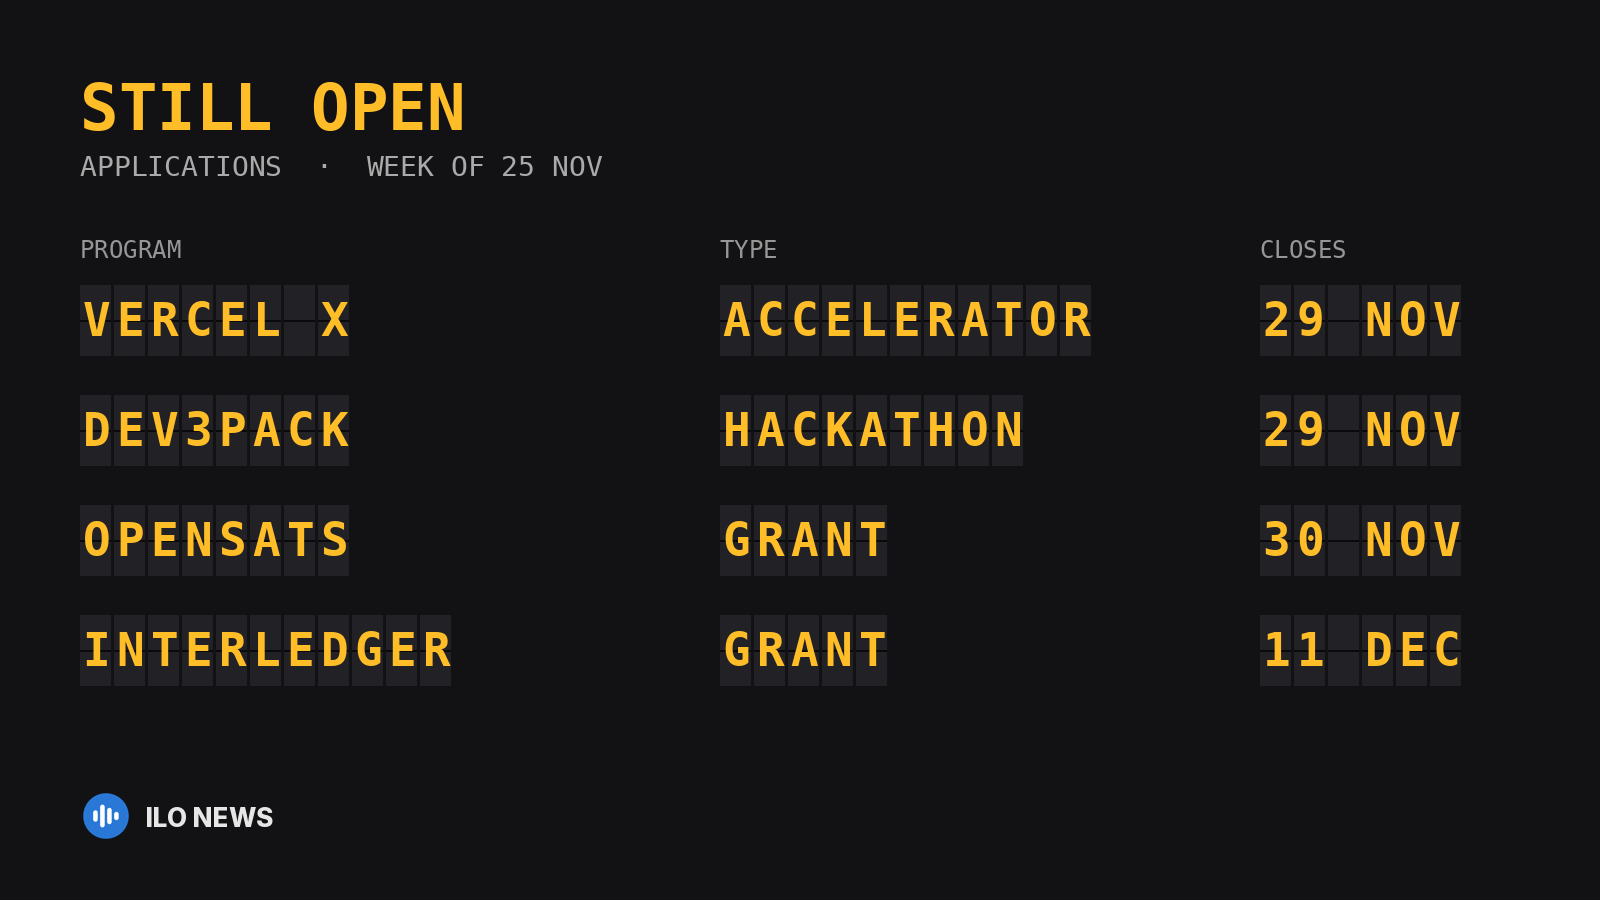 STILL OPEN
APPLICATIONS · WEEK OF 25 NOV
PROGRAM TYPE CLOSES
VERCEL X ACCELERATOR 29 NOV
DEV3PACK HACKATHON 29 NOV
OPENSATS GRANT 30 NOV
INTERLEDGER GRANT 11 DEC
ILO NEWS